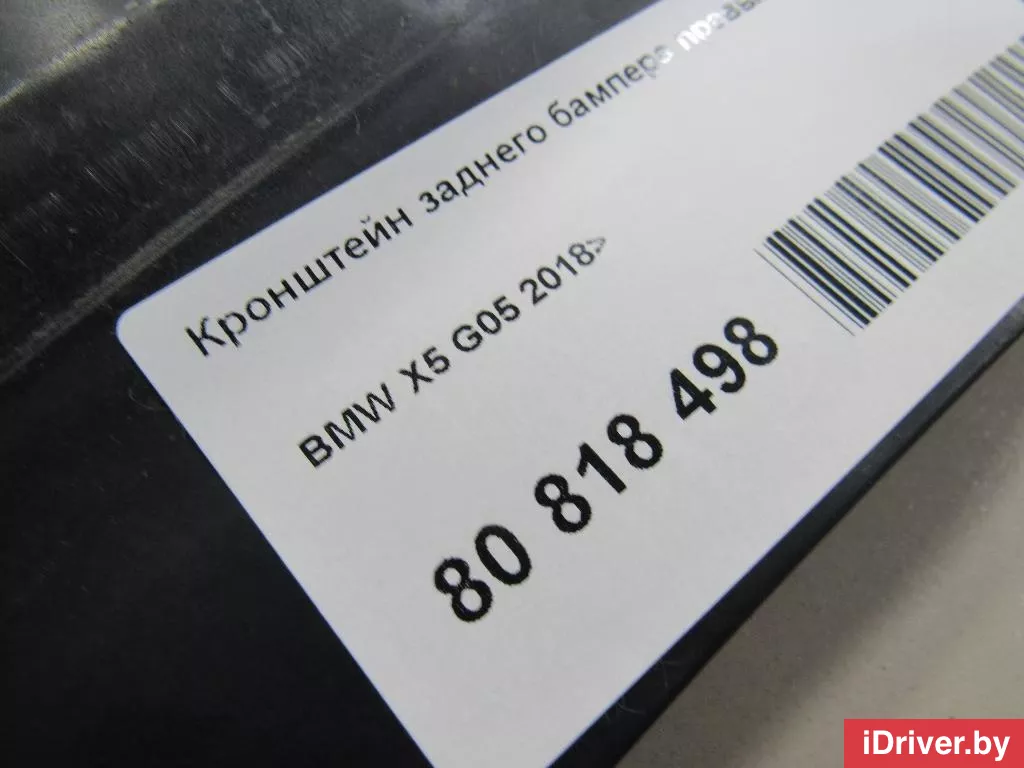 Кронштейн заднего бампера
BMW X5 G05 2018>
80 818 498
iDriver.by